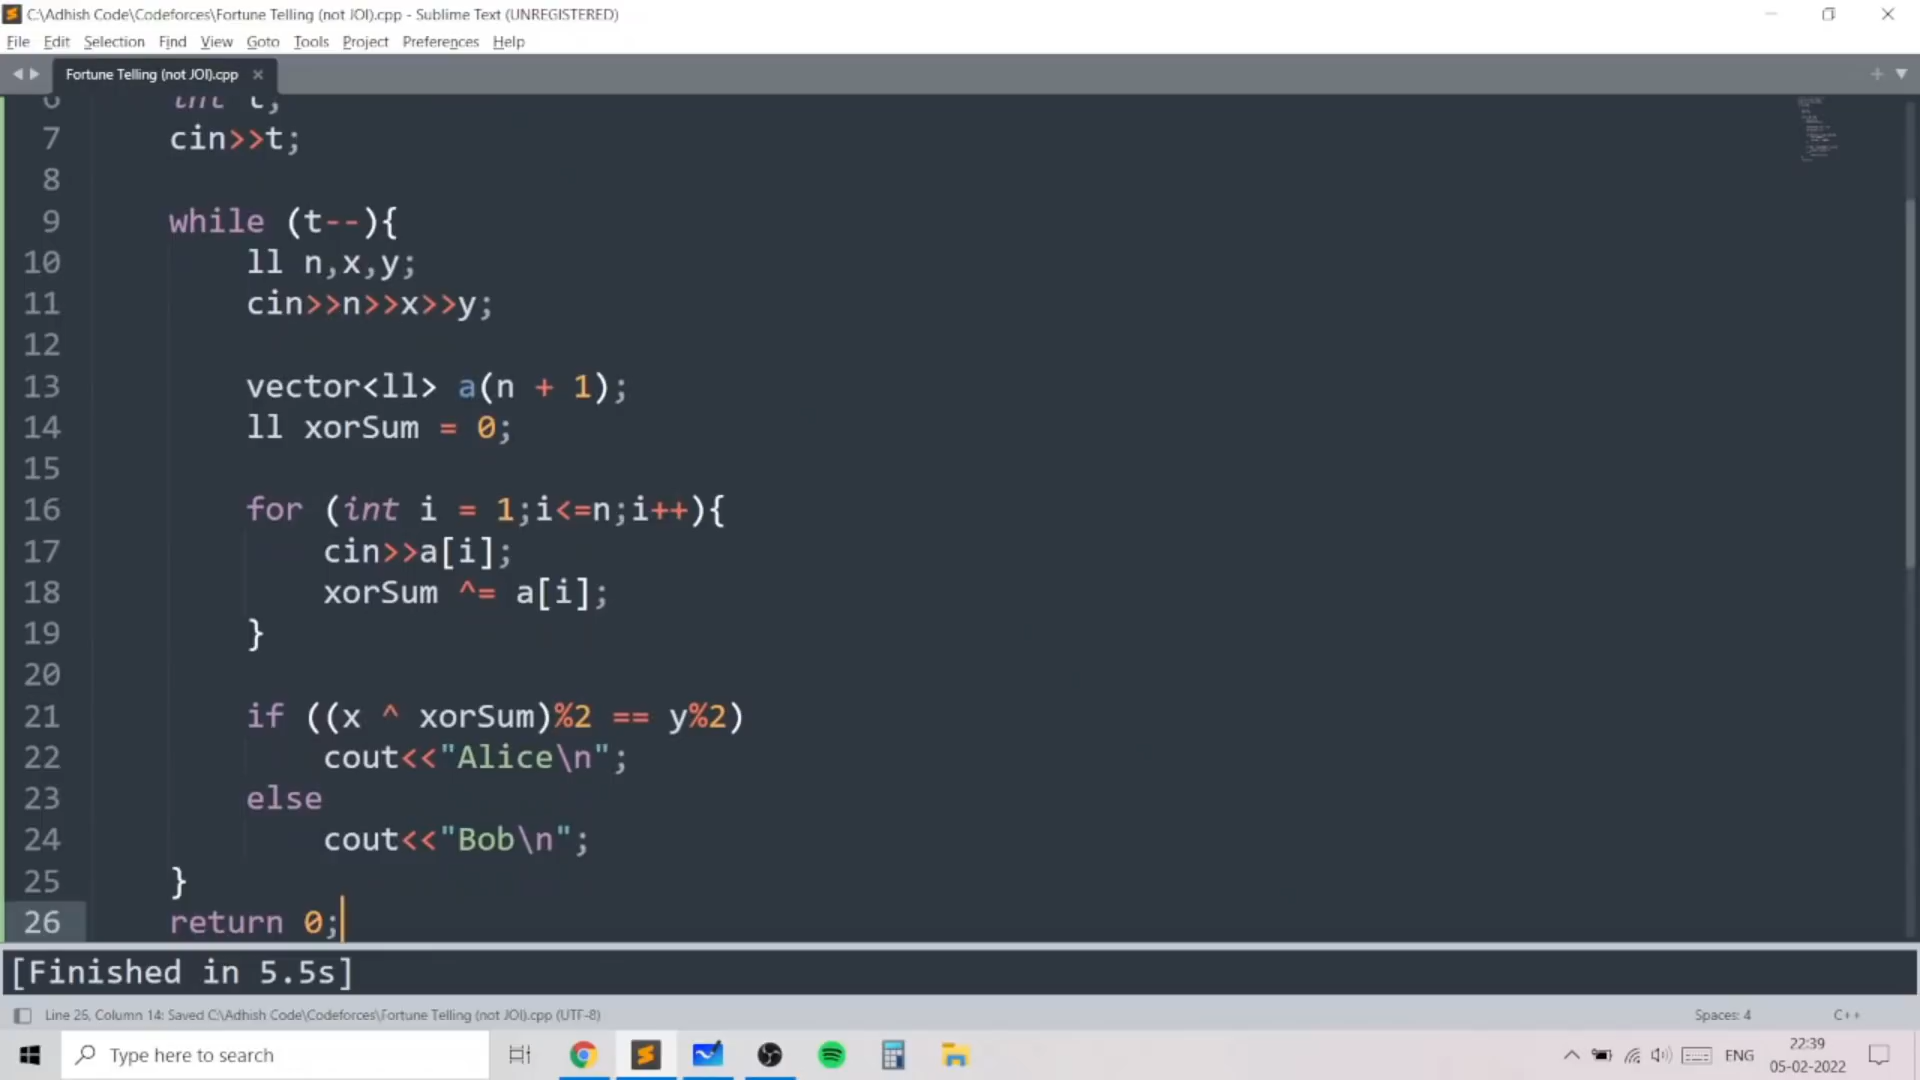 C:\Adhish Code\Codeforces\Fortune Telling (not JOI).cpp - Sublime Text (UNREGISTERED)
File Edit Selection Find View Goto Tools Project Preferences Help
Fortune Telling (not JOI).cpp
6 int t;
7 cin>>t;
8
9 while (t--){
10 ll n,x,y;
11 cin>>n>>x>>y;
12
13 vector<ll> a(n + 1);
14 ll xorSum = 0;
15
16 for (int i = 1;i<=n;i++){
17 cin>>a[i];
18 xorSum ^= a[i];
19 }
20
21 if ((x ^ xorSum)%2 == y%2)
22 cout<<"Alice\n";
23 else
24 cout<<"Bob\n";
25 }
26 return 0;
[Finished in 5.5s]
Line 26, Column 14: Saved C:\Adhish Code\Codeforces\Fortune Telling (not JOI).cpp (UTF-8) Spaces: 4 C++
Type here to search
ENG
22:39
05-02-2022